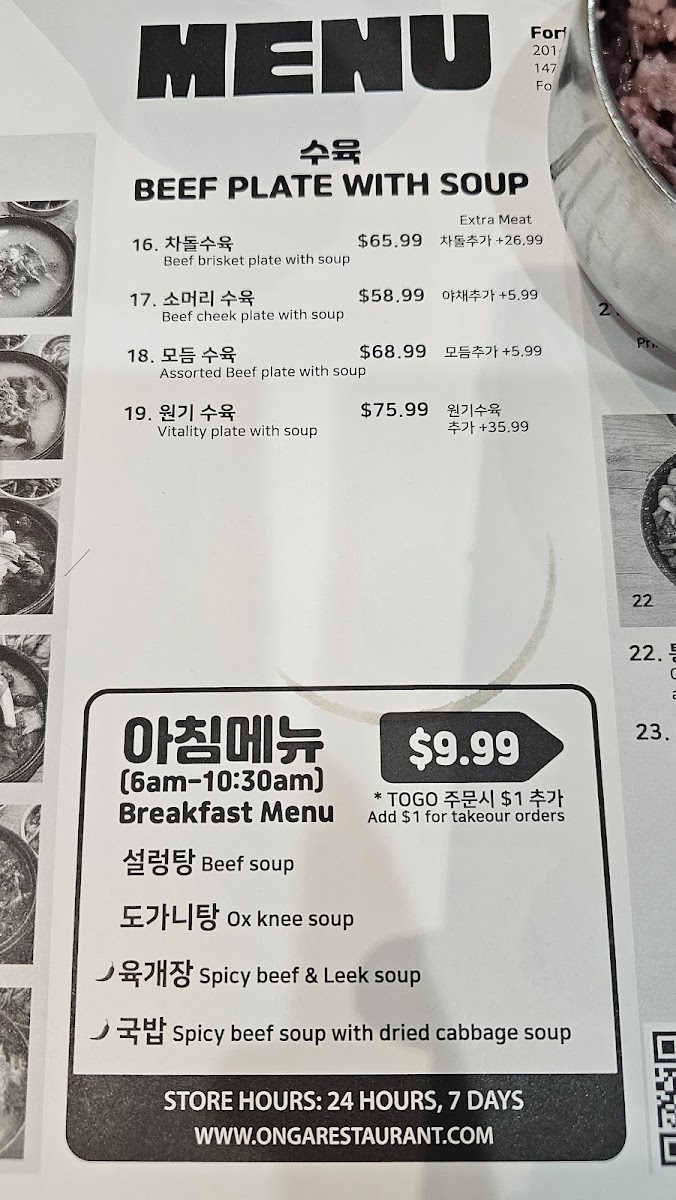 MENU
For
201
147
Fo
수육
BEEF PLATE WITH SOUP
Extra Meat
16. 차돌수육 $65.99 차돌추가 +26.99
Beef brisket plate with soup
17. 소머리 수육 $58.99 야채추가 +5.99
Beef cheek plate with soup
18. 모듬 수육 $68.99 모듬추가 +5.99
Assorted Beef plate with soup
19. 원기 수육 $75.99 원기수육
추가 +35.99
Vitality plate with soup
22
22.
23.
아침메뉴
(6am-10:30am)
Breakfast Menu
$9.99
* TOGO 주문시 $1 추가
Add $1 for takeour orders
설렁탕 Beef soup
도가니탕 Ox knee soup
육개장 Spicy beef & Leek soup
국밥 Spicy beef soup with dried cabbage soup
STORE HOURS: 24 HOURS, 7 DAYS
WWW.ONGARESTAURANT.COM